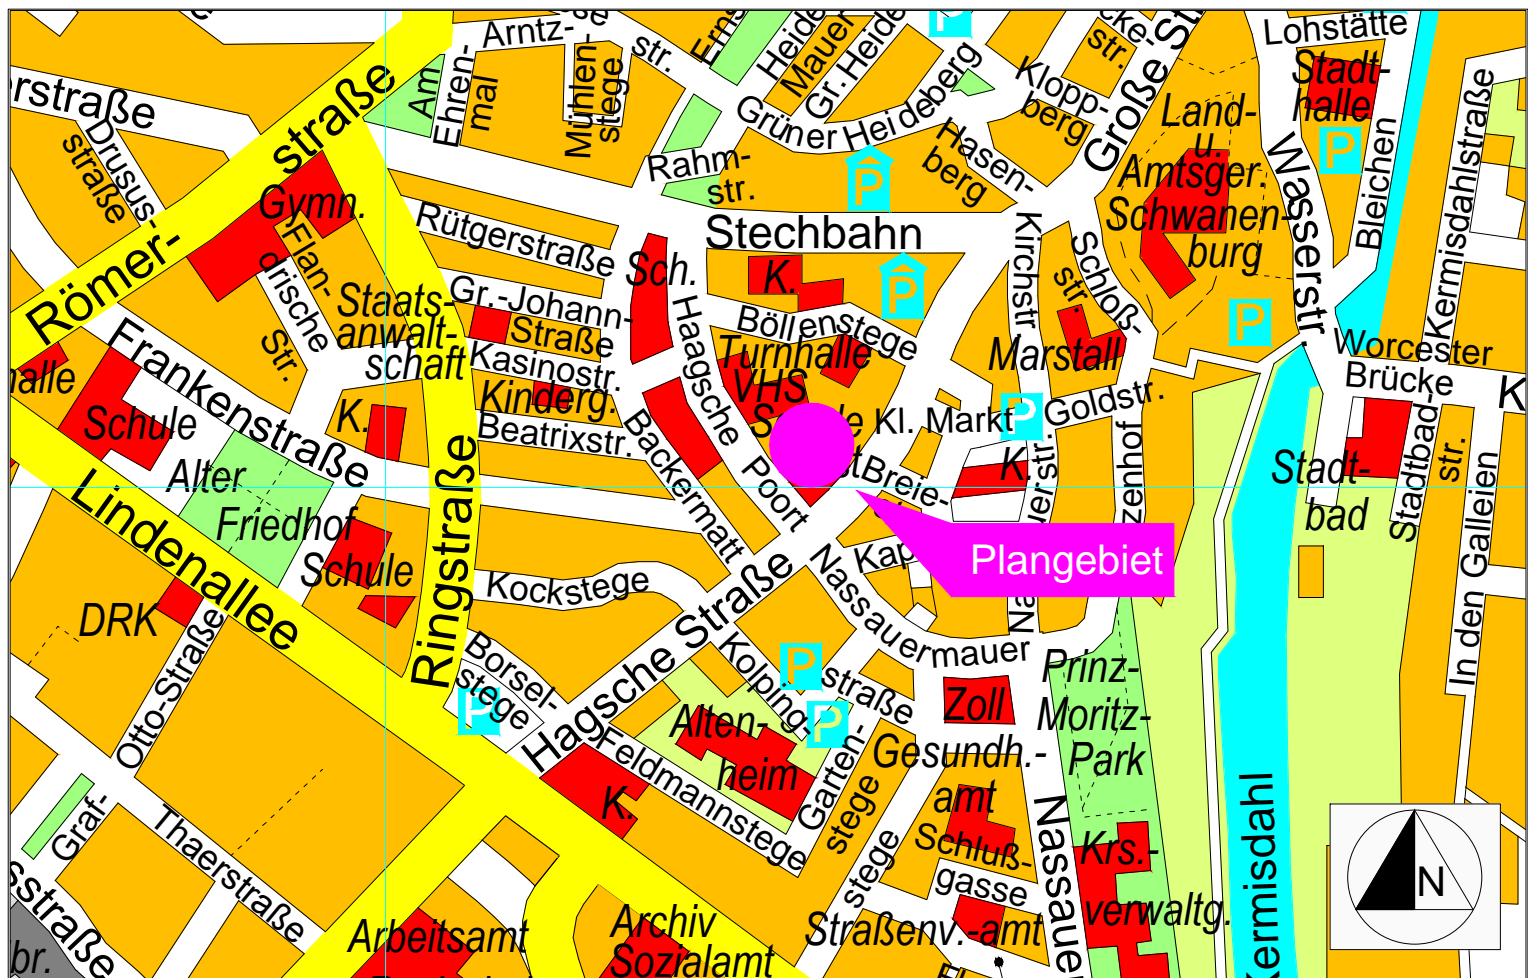 Arntz-
str.
Am
Ehren-
mal
Mühlen-
stege
Heide
Mauer
Gr. Heide
Grüner Heideberg
str.
Klopp-
berg
Große
Lohstätte
Stadt-
halle
Land-
u.
Amtsger.
Schwanen-
burg
Wasserstr.
Bleichen
Kermisdahlstraße
Drusus-
straße
Römer-
straße
Gymn.
Flan-
drische
Str.
Rahm-
str.
P
Hasen-
berg
P
Stechbahn
Rütgerstraße
Sch.
K.
P
Kirchstr.
Schloß-
str.
P
Staats-
anwalt-
schaft
Gr.-Johann-
Straße
Haagsche
Poort
Böllenstege
Turnhalle
VHS
Marstall
Worcester
Brücke
Frankenstraße
Schule
K.
Kasinostr.
Kinderg.
Beatrixstr.
Backermatt
Kl. Markt
P
Goldstr.
K.
Stadt-
bad
Stadtbad-
str.
In den Galleien
Alter
Friedhof
Schule
Lindenallee
Ringstraße
Breie-
Plangebiet
DRK
Otto-Straße
Kockstege
Nassauermauer
Borsel-
stege
P
Hagsche Straße
Kolping-
straße
P
P
Zoll
Prinz-
Moritz-
Park
Alten-
heim
Feldmannstege
Garten-
stege
Gesundh.-
amt
K.
Gräf-
Thaerstraße
stege
Schluß-
gasse
Krs.-
verwaltg.
Kermisdahl
N
Arbeitsamt
Archiv
Sozialamt
Straßenv.-amt
Nassauer